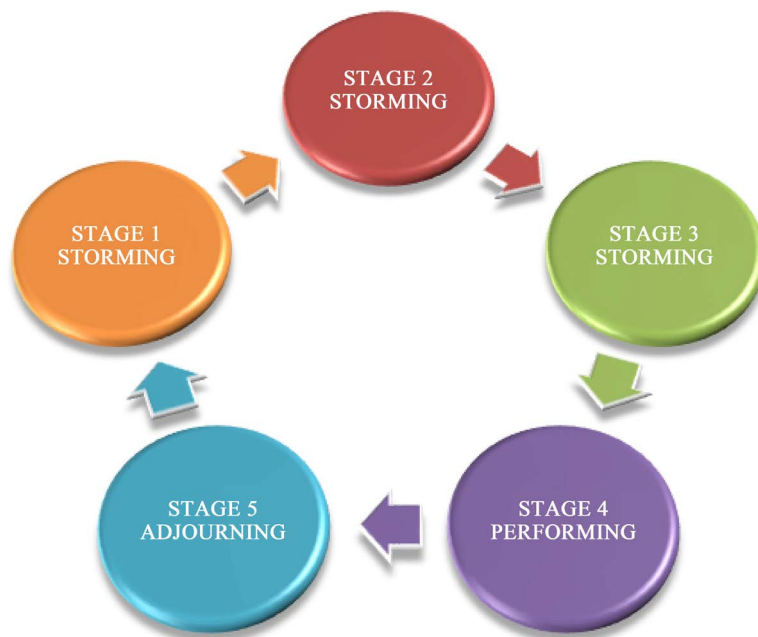 STAGE 1
STORMING
STAGE 2
STORMING
STAGE 3
STORMING
STAGE 4
PERFORMING
STAGE 5
ADJOURNING